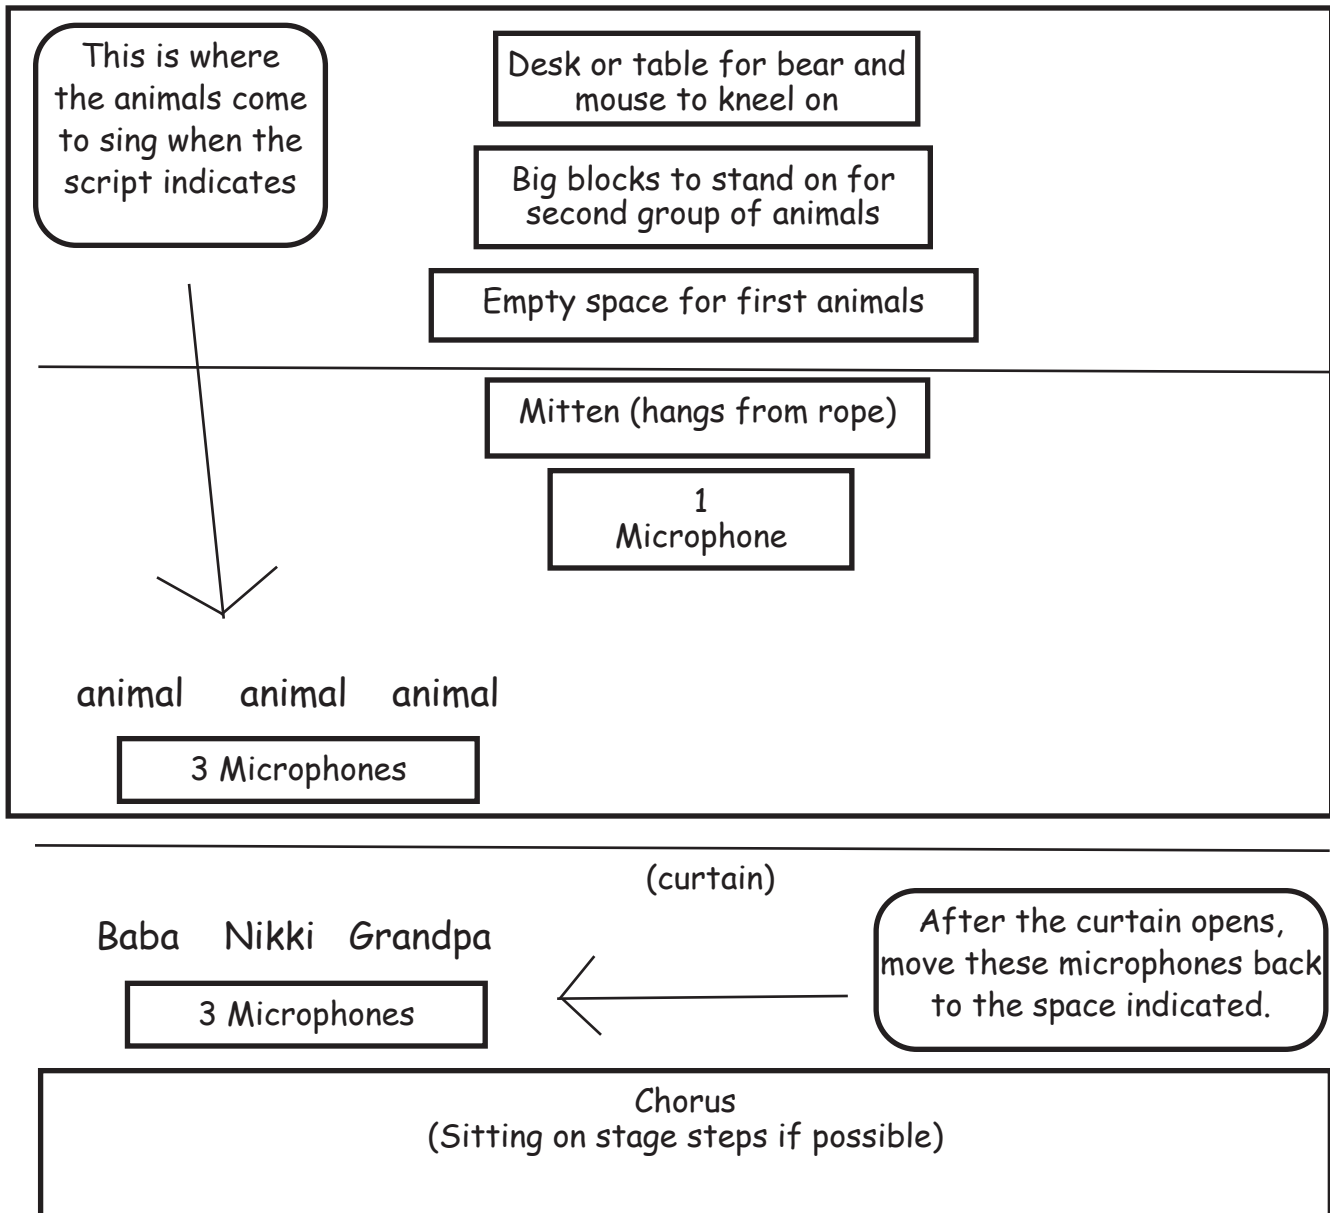 This is where
the animals come
to sing when the
script indicates
Desk or table for bear and
mouse to kneel on
Big blocks to stand on for
second group of animals
Empty space for first animals
Mitten (hangs from rope)
1
Microphone
animal animal animal
3 Microphones
(curtain)
Baba Nikki Grandpa
3 Microphones
After the curtain opens,
move these microphones back
to the space indicated.
Chorus
(Sitting on stage steps if possible)